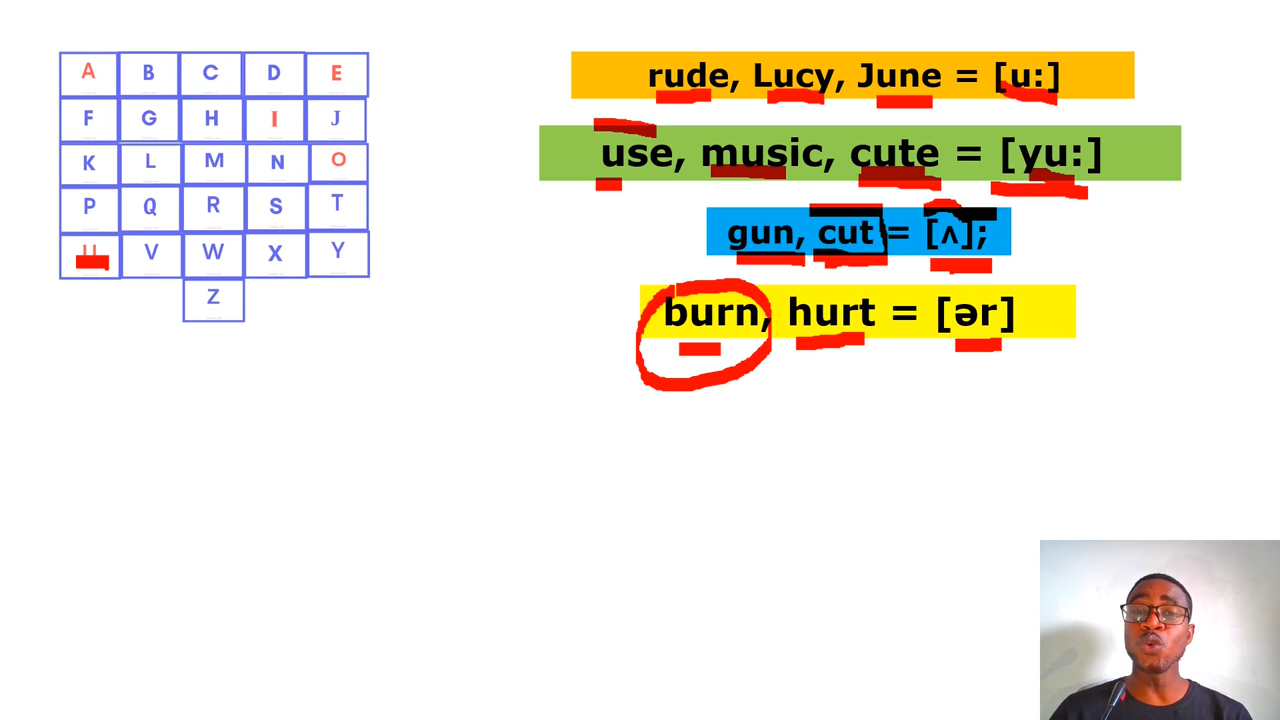 A B C D E
F G H I J
K L M N O
P Q R S T
U V W X Y
Z
rude, Lucy, June = [u:]
use, music, cute = [yu:]
gun, cut = [ʌ];
burn, hurt = [ər]